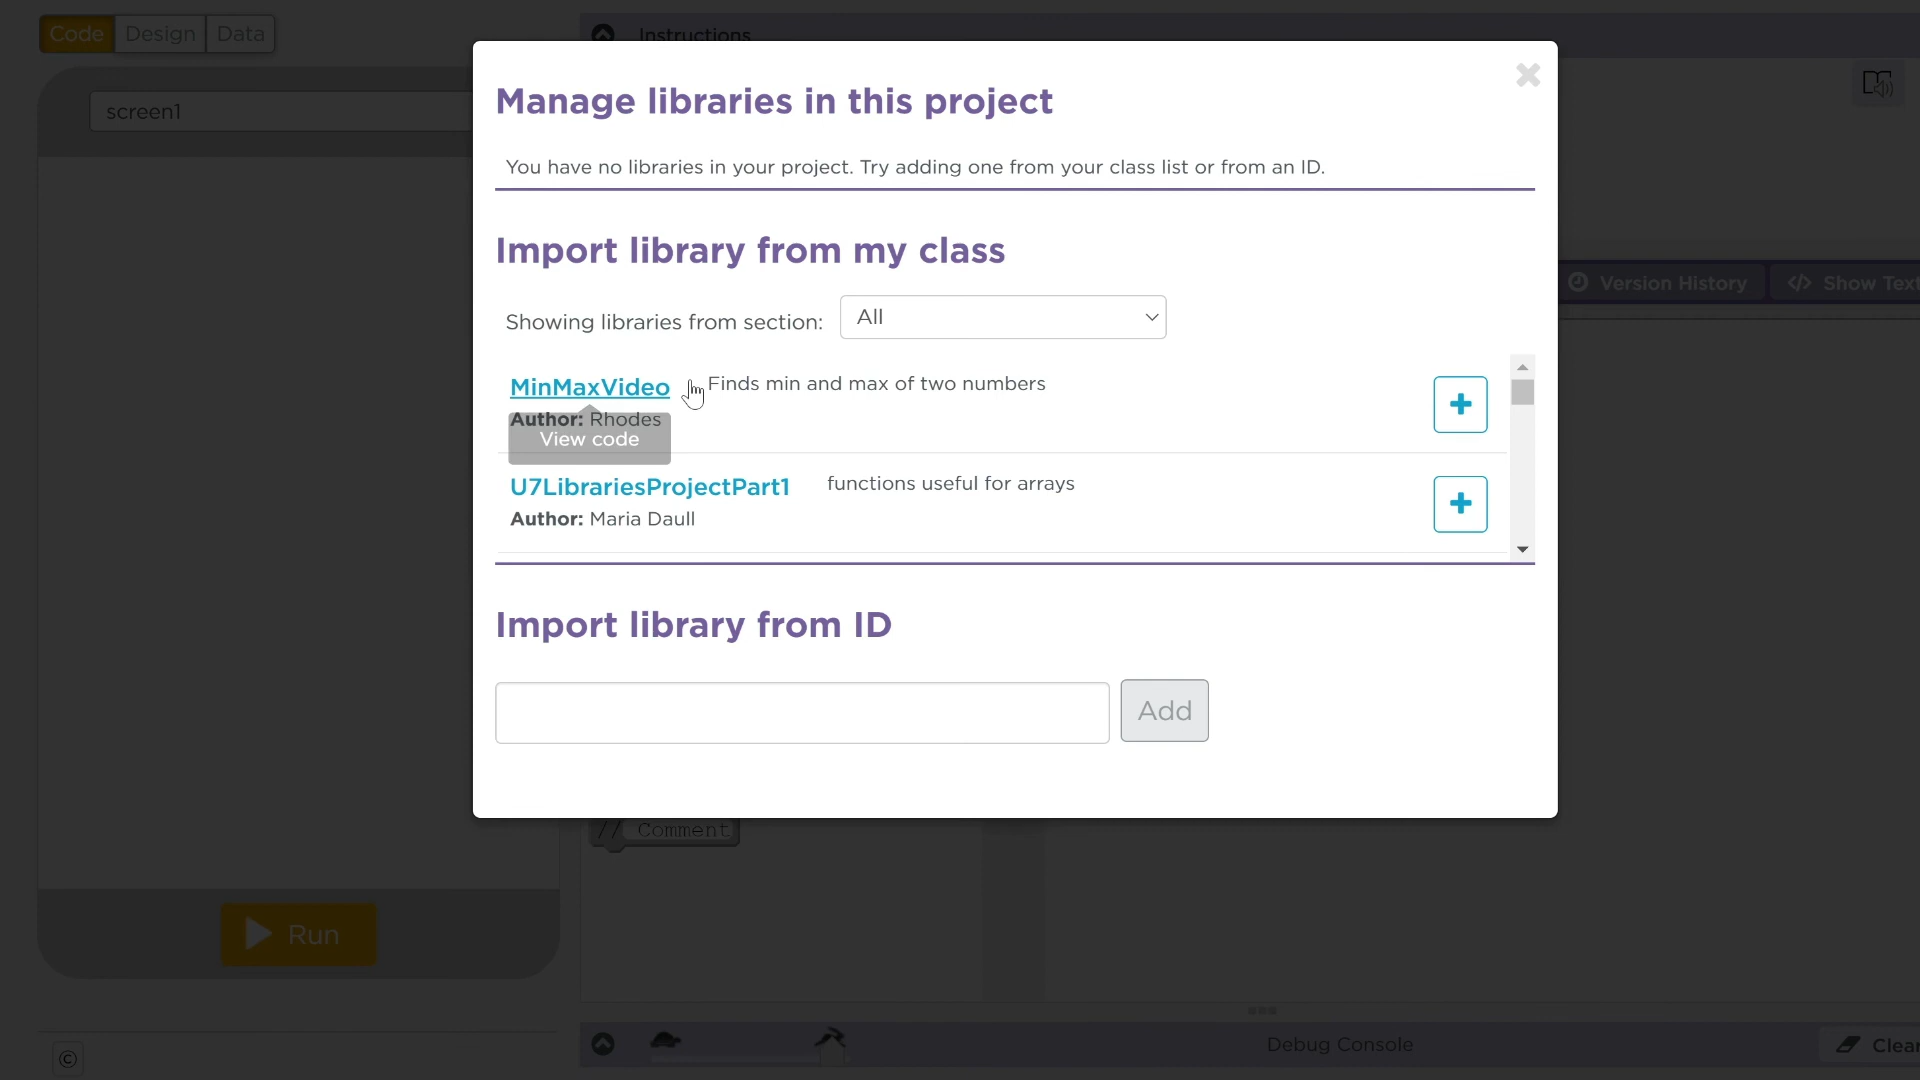 Code Design Data
Instructions
screen1
Manage libraries in this project
You have no libraries in your project. Try adding one from your class list or from an ID.
Import library from my class
Showing libraries from section: All
Version History
Show Text
MinMaxVideo Finds min and max of two numbers
Author: Rhodes
View code
U7LibrariesProjectPart1 functions useful for arrays
Author: Maria Daull
Import library from ID
Add
// Comment
Run
Debug Console
Clear
©